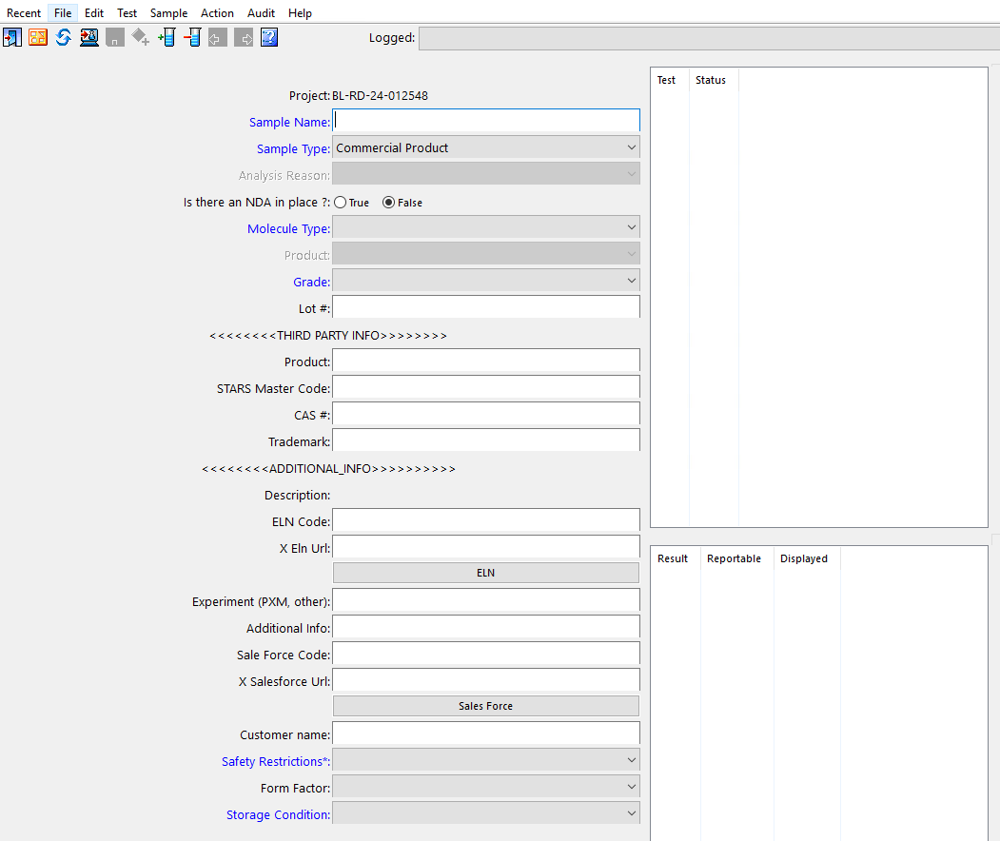 Recent File Edit Test Sample Action Audit Help
Logged:
Project: BL-RD-24-012548
Sample Name:
Sample Type: Commercial Product
Analysis Reason:
Is there an NDA in place ?: True False
Molecule Type:
Product:
Grade:
Lot #:
<<<<<<<<THIRD PARTY INFO>>>>>>>>
Product:
STARS Master Code:
CAS #:
Trademark:
<<<<<<<<ADDITIONAL_INFO>>>>>>>>>>
Description:
ELN Code:
X Eln Url:
ELN
Experiment (PXM, other):
Additional Info:
Sale Force Code:
X Salesforce Url:
Sales Force
Customer name:
Safety Restrictions*:
Form Factor:
Storage Condition:
Test Status
Result Reportable Displayed